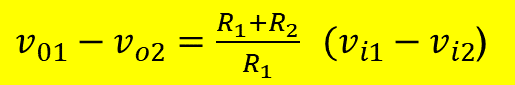 v₀₁ − vₒ₂ = (R₁+R₂)/R₁ (vᵢ₁ − vᵢ₂)